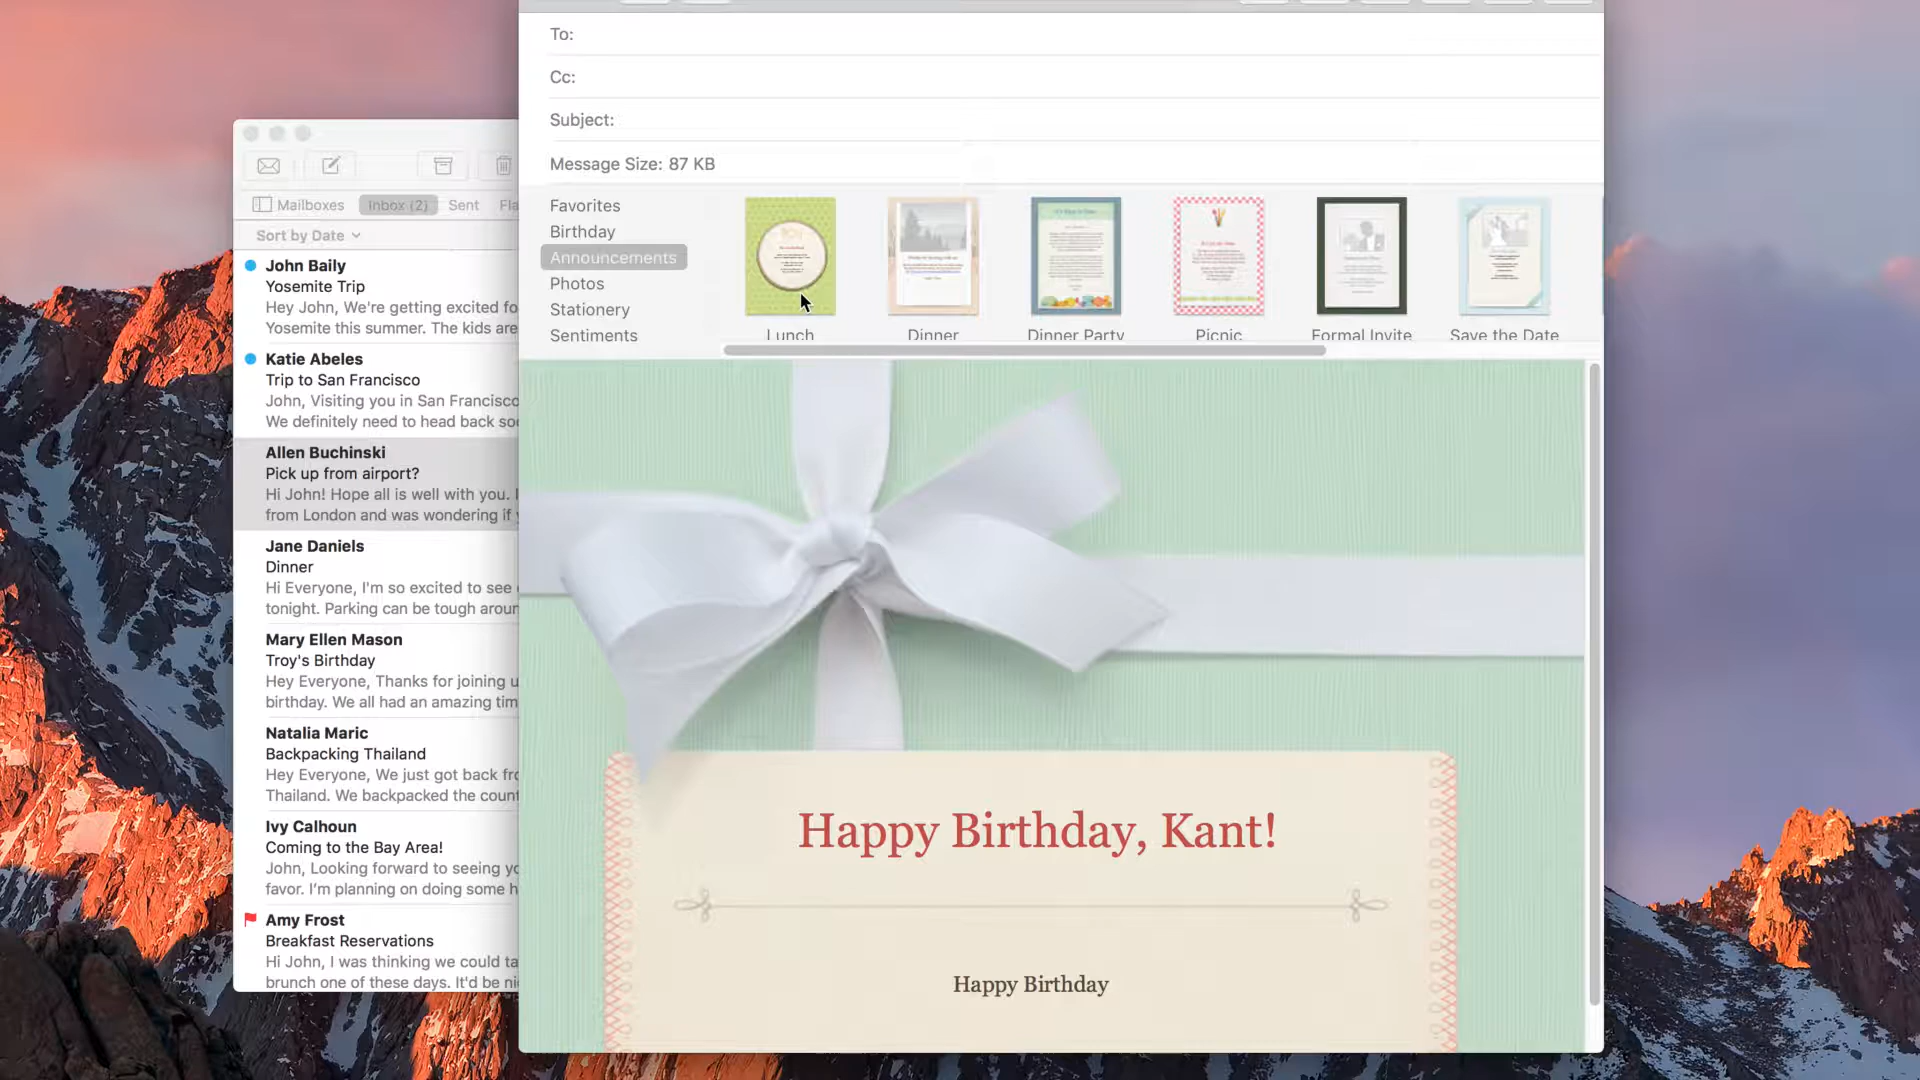 To:
Cc:
Subject:
Message Size: 87 KB
Favorites
Birthday
Announcements
Photos
Stationery
Sentiments
Lunch
Dinner
Dinner Party
Picnic
Formal Invite
Save the Date
Mailboxes
Inbox (2)
Sent
Sort by Date
John Baily
Yosemite Trip
Hey John, We're getting excited fo
Yosemite this summer. The kids are
Katie Abeles
Trip to San Francisco
John, Visiting you in San Francisco
We definitely need to head back so
Allen Buchinski
Pick up from airport?
Hi John! Hope all is well with you. I
from London and was wondering if
Jane Daniels
Dinner
Hi Everyone, I'm so excited to see
tonight. Parking can be tough aroun
Mary Ellen Mason
Troy's Birthday
Hey Everyone, Thanks for joining u
birthday. We all had an amazing tim
Natalia Maric
Backpacking Thailand
Hey Everyone, We just got back fro
Thailand. We backpacked the count
Ivy Calhoun
Coming to the Bay Area!
John, Looking forward to seeing yo
favor. I'm planning on doing some h
Amy Frost
Breakfast Reservations
Hi John, I was thinking we could ta
brunch one of these days. It'd be ni
Happy Birthday, Kant!
Happy Birthday